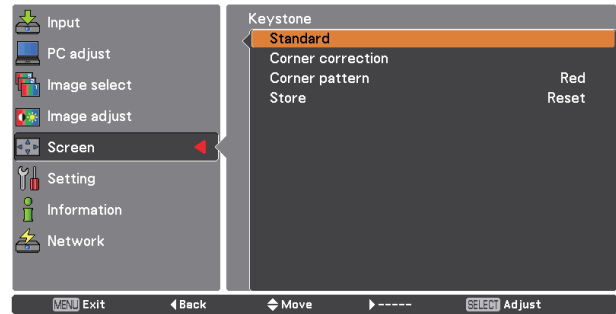 Input
PC adjust
Image select
Image adjust
Screen
Setting
Information
Network
Keystone
Standard
Corner correction
Corner pattern Red
Store Reset
MENU Exit Back Move ----- SELECT Adjust